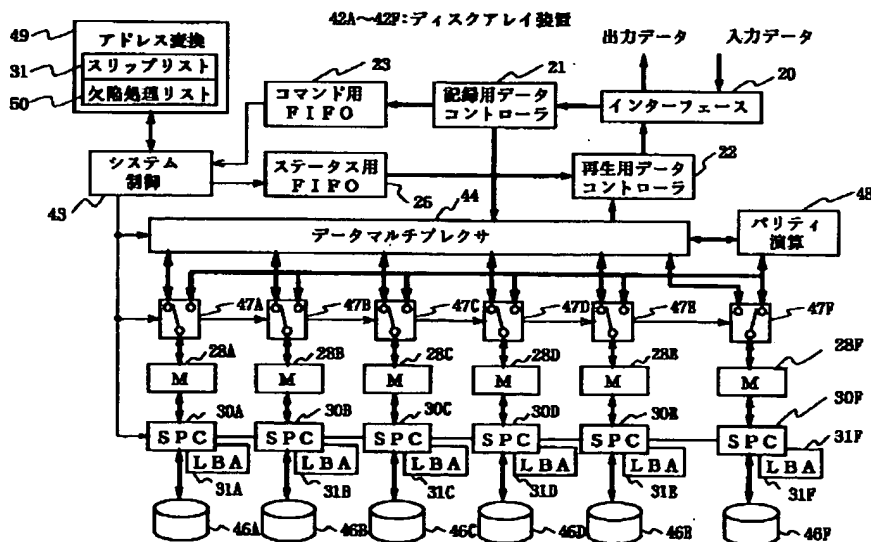 42A～42F:ディスクアレイ装置
49
アドレス変換
31
スリップリスト
50
欠陥処理リスト
23
コマンド用
FIFO
21
記録用データ
コントローラ
出力データ
入力データ
20
インターフェース
システム
制御
43
ステータス用
FIFO
25
44
再生用データ
コントローラ
22
データマルチプレクサ
48
パリティ
演算
47A
47B
47C
47D
47E
47F
28A
28B
28C
28D
28E
28F
M
M
M
M
M
M
30A
30B
30C
30D
30E
30F
SPC
SPC
SPC
SPC
SPC
SPC
31F
LBA
LBA
LBA
LBA
LBA
LBA
31A
31B
31C
31D
31E
31F
46A
46B
46C
46D
46E
46F